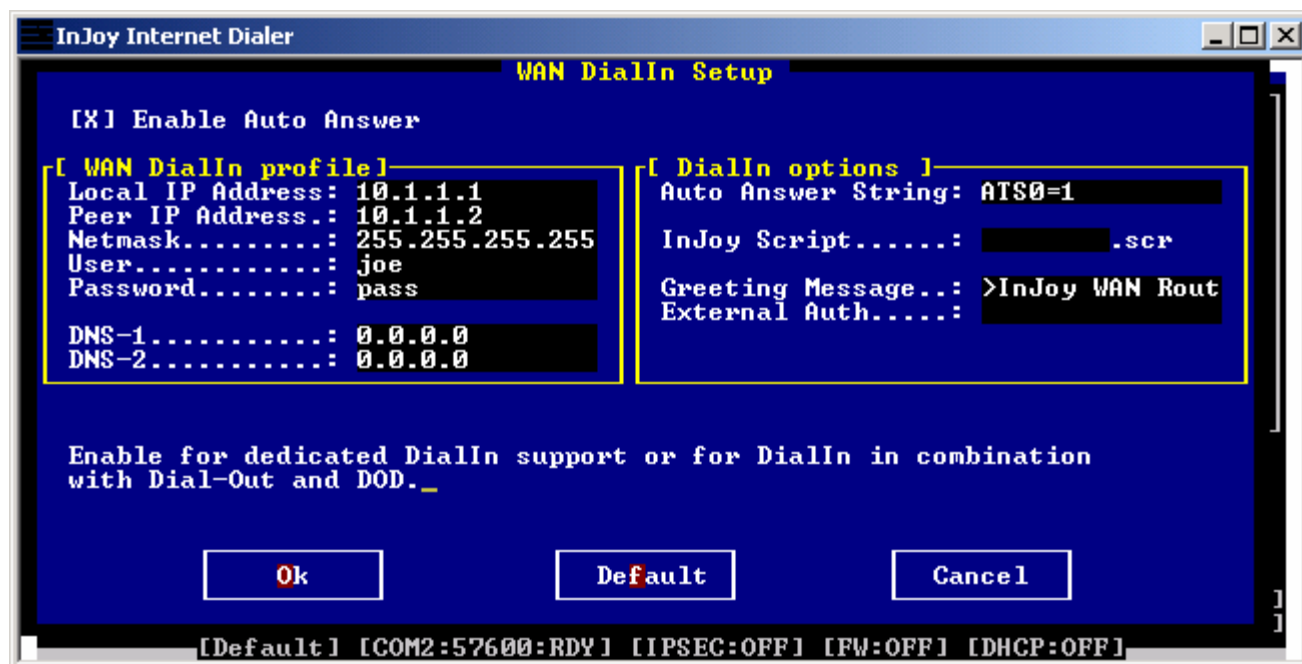 InJoy Internet Dialer
WAN DialIn Setup
[X] Enable Auto Answer
[ WAN DialIn profile]
Local IP Address: 10.1.1.1
Peer IP Address.: 10.1.1.2
Netmask.........: 255.255.255.255
User............: joe
Password........: pass
DNS-1...........: 0.0.0.0
DNS-2...........: 0.0.0.0
[ DialIn options ]
Auto Answer String: ATS0=1
InJoy Script......: .scr
Greeting Message..: >InJoy WAN Rout
External Auth.....:
Enable for dedicated DialIn support or for DialIn in combination
with Dial-Out and DOD._
Ok
Default
Cancel
[Default] [COM2:57600:RDY] [IPSEC:OFF] [FW:OFF] [DHCP:OFF]